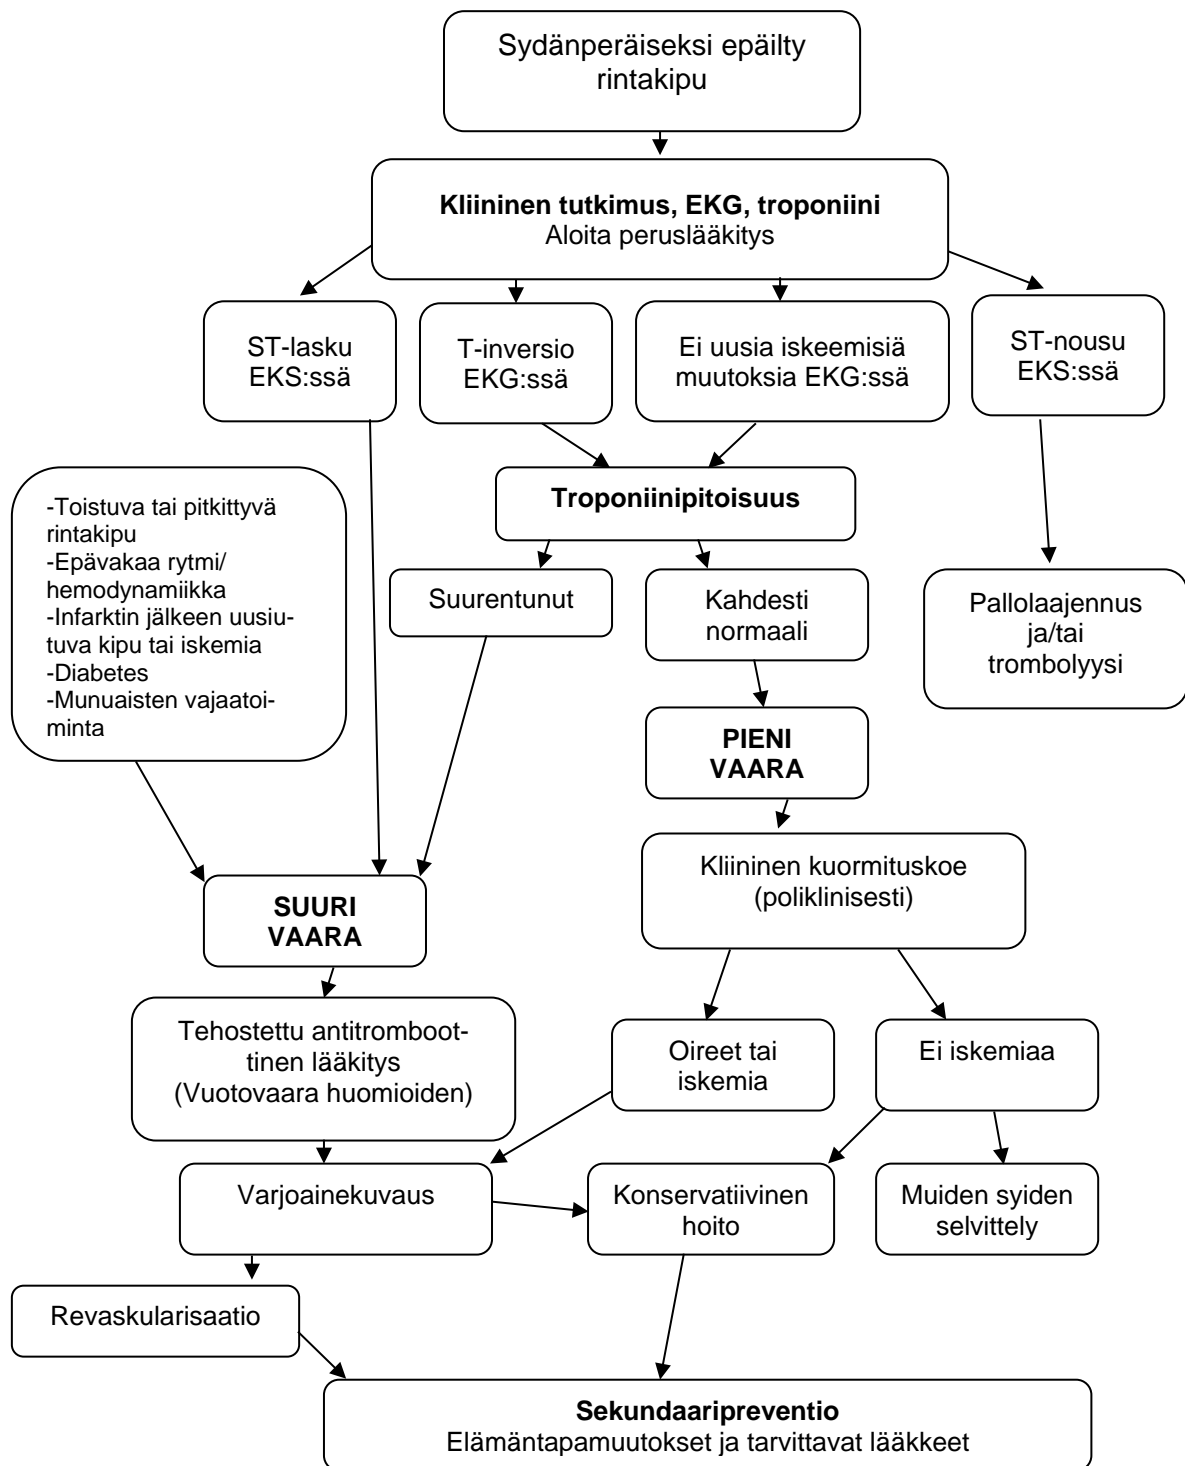 Sydänperäiseksi epäilty
rintakipu
Kliininen tutkimus, EKG, troponiini
Aloita peruslääkitys
ST-lasku
EKS:ssä
T-inversio
EKG:ssä
Ei uusia iskeemisiä
muutoksia EKG:ssä
ST-nousu
EKS:ssä
-Toistuva tai pitkittyvä
rintakipu
-Epävakaa rytmi/
hemodynamiikka
-Infarktin jälkeen uusiu-
tuva kipu tai iskemia
-Diabetes
-Munuaisten vajaatoi-
minta
Troponiinipitoisuus
Suurentunut
Kahdesti
normaali
Pallolaajennus
ja/tai
trombolyysi
PIENI
VAARA
Kliininen kuormituskoe
(poliklinisesti)
SUURI
VAARA
Tehostettu antitromboot-
tinen lääkitys
(Vuotovaara huomioiden)
Oireet tai
iskemia
Ei iskemiaa
Varjoainekuvaus
Konservatiivinen
hoito
Muiden syiden
selvittely
Revaskularisaatio
Sekundaaripreventio
Elämäntapamuutokset ja tarvittavat lääkkeet